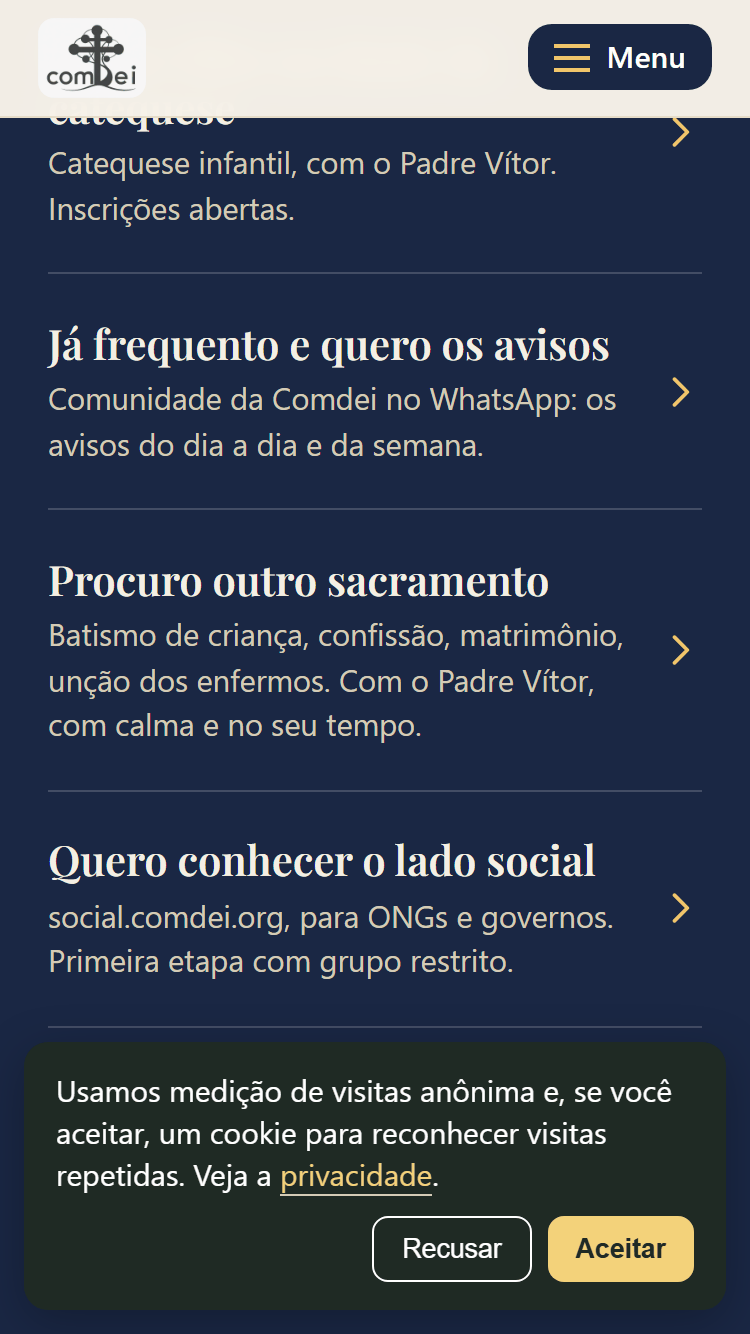 comDei
Menu
catequese
Catequese infantil, com o Padre Vítor.
Inscrições abertas.
Já frequento e quero os avisos
Comunidade da Comdei no WhatsApp: os
avisos do dia a dia e da semana.
Procuro outro sacramento
Batismo de criança, confissão, matrimônio,
unção dos enfermos. Com o Padre Vítor,
com calma e no seu tempo.
Quero conhecer o lado social
social.comdei.org, para ONGs e governos.
Primeira etapa com grupo restrito.
Usamos medição de visitas anônima e, se você
aceitar, um cookie para reconhecer visitas
repetidas. Veja a privacidade.
Recusar
Aceitar